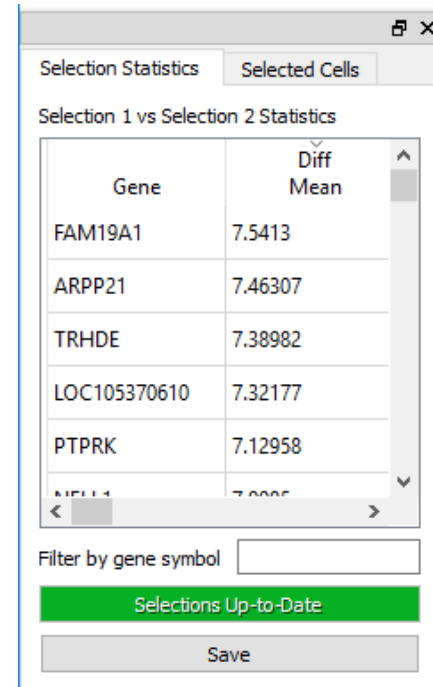 Selection Statistics Selected Cells
Selection 1 vs Selection 2 Statistics
Gene Diff Mean
FAM19A1 7.5413
ARPP21 7.46307
TRHDE 7.38982
LOC105370610 7.32177
PTPRK 7.12958
Filter by gene symbol
Selections Up-to-Date
Save